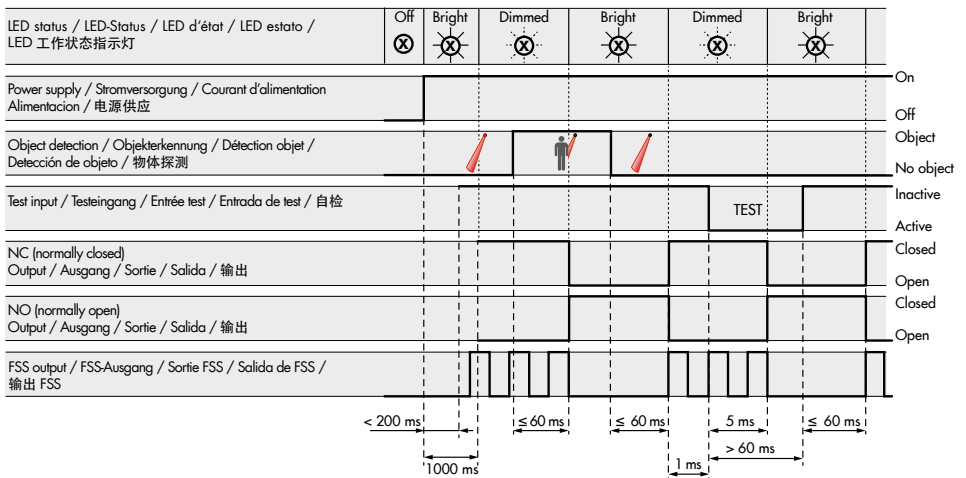 LED status / LED-Status / LED d'état / LED estato /
LED 工作状态指示灯
Off
Bright
Dimmed
Bright
Dimmed
Bright
Power supply / Stromversorgung / Courant d'alimentation
Alimentacion / 电源供应
On
Off
Object detection / Objekterkennung / Détection objet /
Detección de objeto / 物体探测
Object
No object
Test input / Testeingang / Entrée test / Entrada de test / 自检
TEST
Inactive
Active
NC (normally closed)
Output / Ausgang / Sortie / Salida / 输出
Closed
Open
NO (normally open)
Output / Ausgang / Sortie / Salida / 输出
Closed
Open
FSS output / FSS-Ausgang / Sortie FSS / Salida de FSS /
输出 FSS
< 200 ms
≤ 60 ms
≤ 60 ms
5 ms
≤ 60 ms
> 60 ms
1000 ms
1 ms